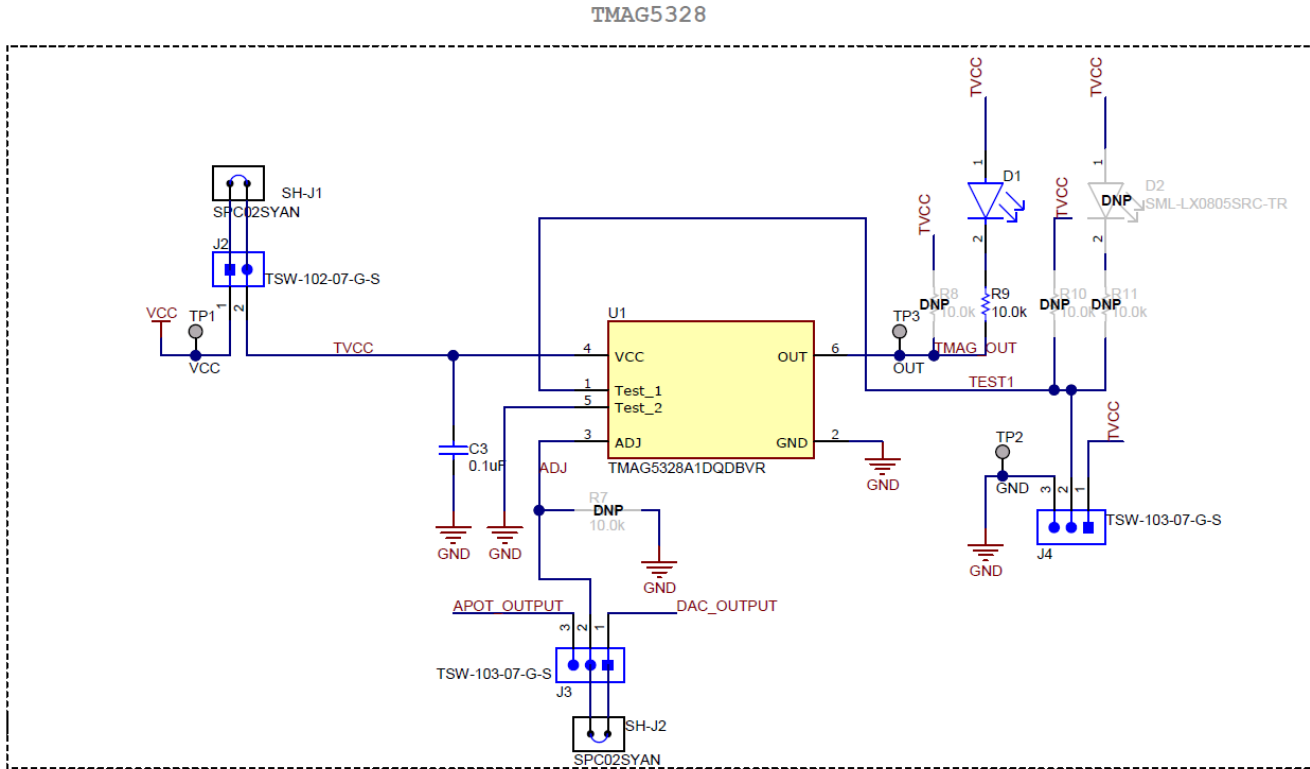 TMAG5328
TVCC
TVCC
1
1
D1
D2
DNP
SML-LX0805SRC-TR
SH-J1
SPC02SYAN
TVCC
TVCC
2
2
J2
TSW-102-07-G-S
1
2
R8
DNP
10.0k
R9
10.0k
R10
DNP
10.0k
R11
DNP
10.0k
VCC
TP1
VCC
TVCC
U1
4
VCC
1
Test_1
5
Test_2
3
ADJ
OUT
6
GND
2
TMAG5328A1DQDBVR
TP3
OUT
TMAG_OUT
TEST1
TVCC
C3
0.1uF
ADJ
GND
TP2
GND
3
2
1
TSW-103-07-G-S
J4
GND
R7
DNP
10.0k
GND
GND
GND
APOT_OUTPUT
DAC_OUTPUT
3
2
1
TSW-103-07-G-S
J3
SH-J2
SPC02SYAN